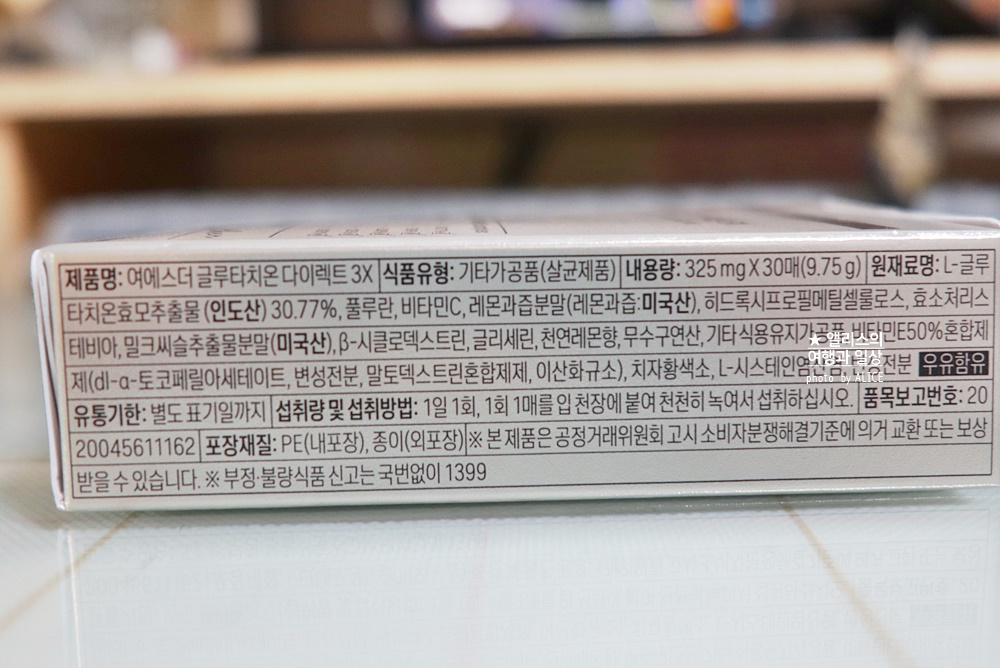 제품명: 여에스더 글루타치온 다이렉트 3X 식품유형: 기타가공품(살균제품) 내용량: 325 mg X 30매(9.75 g) 원재료명: L-글루
타치온효모추출물(인도산) 30.77%, 풀루란, 비타민C, 레몬과즙분말(레몬과즙:미국산), 히드록시프로필메틸셀룰로스, 효소처리스
테비아, 밀크씨슬추출물분말(미국산), β-시클로덱스트린, 글리세린, 천연레몬향, 무수구연산, 기타식용유지가공품, 비타민E50%혼합제
제(dl-α-토코페릴아세테이트, 변성전분, 말토덱스트린혼합제제, 이산화규소), 치자황색소, L-시스테인염 전분 우유함유
유통기한: 별도 표기일까지 섭취량 및 섭취방법: 1일 1회, 1회 1매를 입 천장에 붙여 천천히 녹여서 섭취하십시오. 품목보고번호: 20
20045611162 포장재질: PE(내포장), 종이(외포장) ※ 본 제품은 공정거래위원회 고시 소비자분쟁해결기준에 의거 교환 또는 보상
받을 수 있습니다. ※ 부정·불량식품 신고는 국번없이 1399
★ 앨리스의
여행과 일상
photo by ALICE